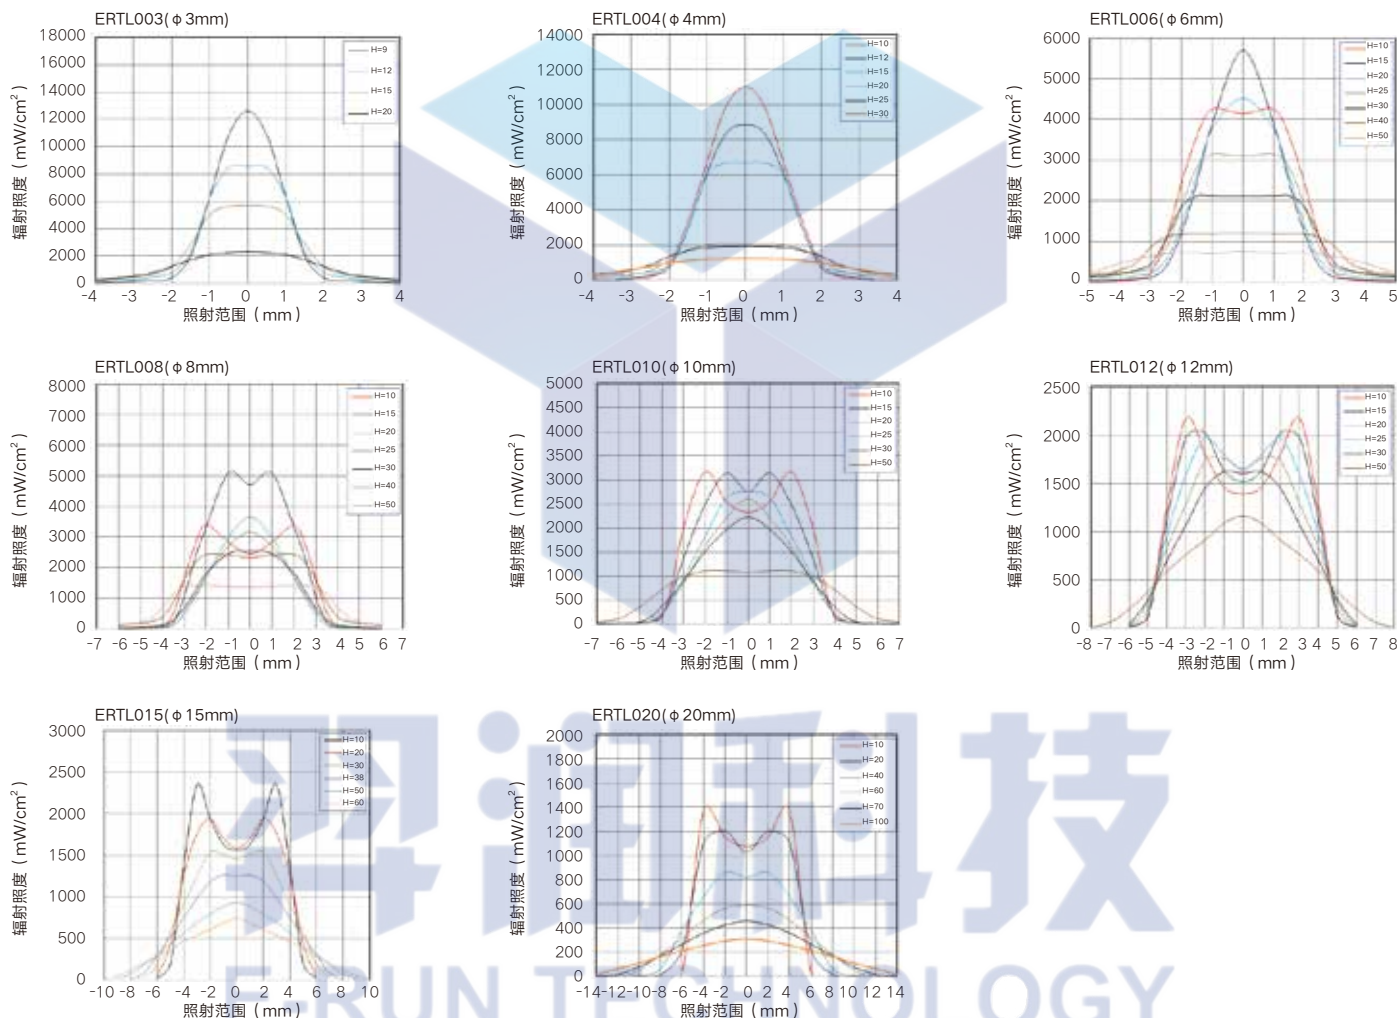 ERTL003(φ3mm)
18000
16000
14000
12000
10000
8000
6000
4000
2000
0
辐射照度（mW/cm²）
H=9
H=12
H=15
H=20
-4 -3 -2 -1 0 1 2 3 4
照射范围（mm）
ERTL004(φ4mm)
14000
12000
10000
8000
6000
4000
2000
0
辐射照度（mW/cm²）
H=10
H=12
H=15
H=20
H=25
H=30
-4 -3 -2 -1 0 1 2 3 4
照射范围（mm）
ERTL006(φ6mm)
6000
5000
4000
3000
2000
1000
0
辐射照度（mW/cm²）
H=10
H=15
H=20
H=25
H=30
H=40
H=50
-5 -4 -3 -2 -1 0 1 2 3 4 5
照射范围（mm）
ERTL008(φ8mm)
8000
7000
6000
5000
4000
3000
2000
1000
0
辐射照度（mW/cm²）
H=10
H=15
H=20
H=25
H=30
H=40
H=50
-7 -6 -5 -4 -3 -2 -1 0 1 2 3 4 5 6 7
照射范围（mm）
ERTL010(φ10mm)
5000
4500
4000
3500
3000
2500
2000
1500
1000
500
0
辐射照度（mW/cm²）
H=10
H=15
H=20
H=25
H=30
H=50
-7 -6 -5 -4 -3 -2 -1 0 1 2 3 4 5 6 7
照射范围（mm）
ERTL012(φ12mm)
2500
2000
1500
1000
500
0
辐射照度（mW/cm²）
H=10
H=15
H=20
H=25
H=30
H=50
-8 -7 -6 -5 -4 -3 -2 -1 0 1 2 3 4 5 6 7 8
照射范围（mm）
ERTL015(φ15mm)
3000
2500
2000
1500
1000
500
0
辐射照度（mW/cm²）
H=10
H=20
H=30
H=38
H=50
H=60
-10 -8 -6 -4 -2 0 2 4 6 8 10
照射范围（mm）
ERTL020(φ20mm)
2000
1800
1600
1400
1200
1000
800
600
400
200
0
辐射照度（mW/cm²）
H=10
H=20
H=40
H=60
H=70
H=100
-14 -12 -10 -8 -6 -4 -2 0 2 4 6 8 10 12 14
照射范围（mm）
润科技
E-RUN TECHNOLOGY